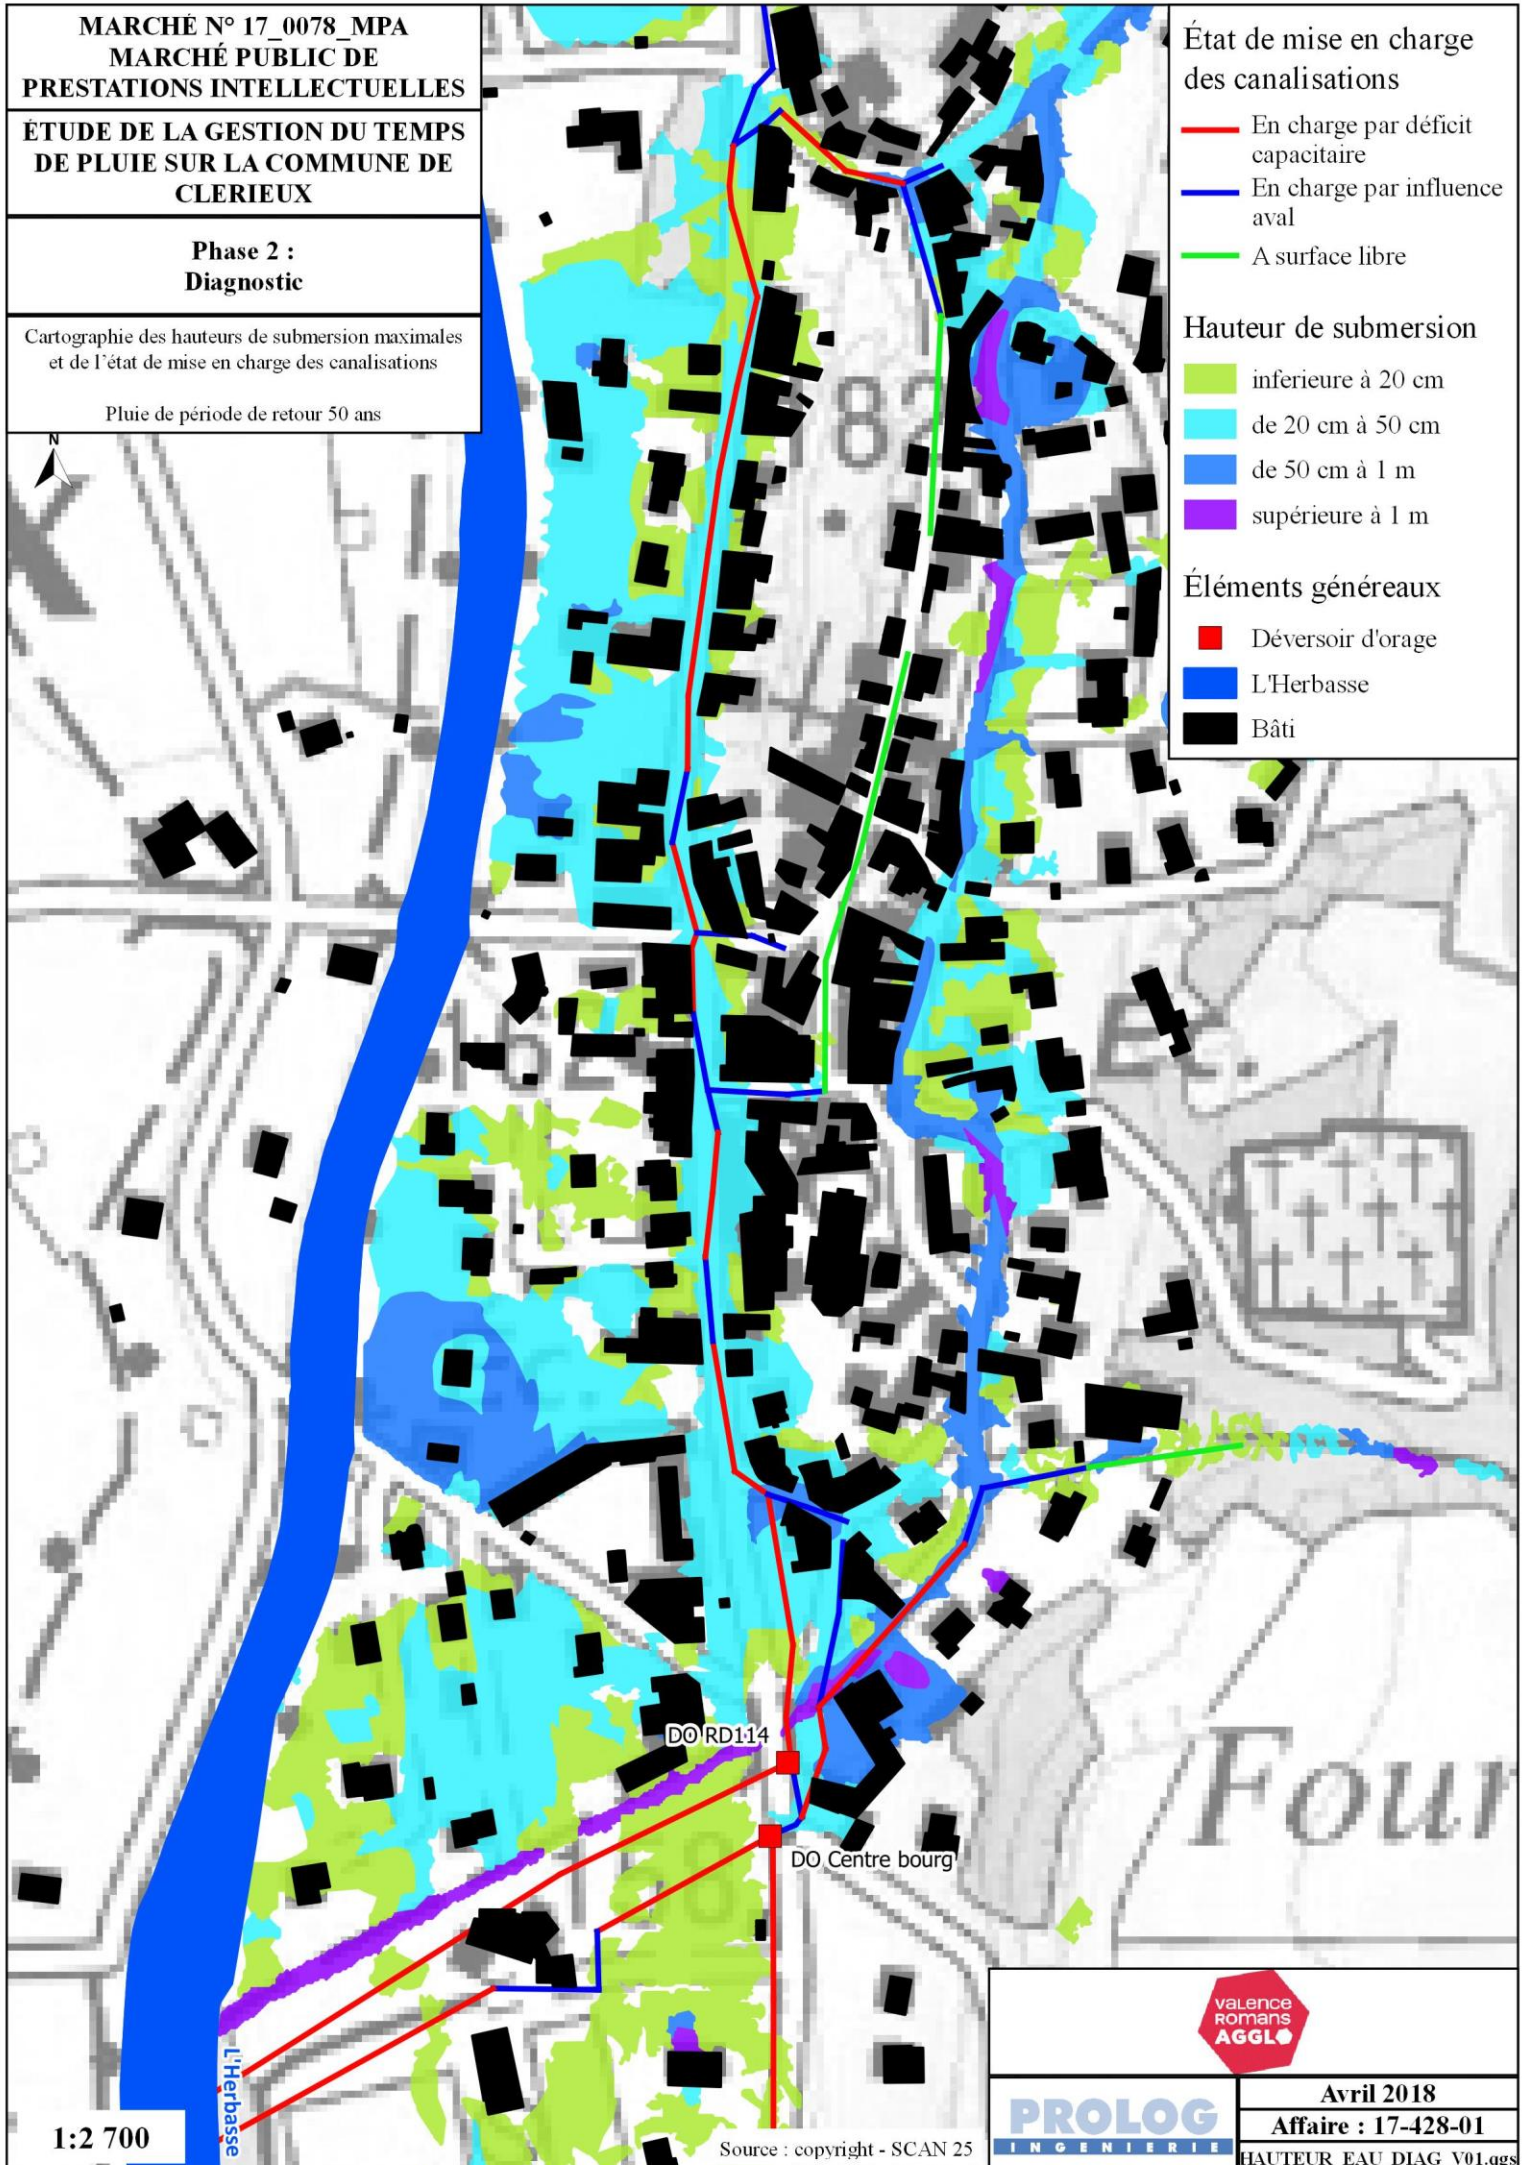 MARCHÉ N° 17_0078_MPA
MARCHÉ PUBLIC DE
PRESTATIONS INTELLECTUELLES
ÉTUDE DE LA GESTION DU TEMPS
DE PLUIE SUR LA COMMUNE DE
CLERIEUX
Phase 2 :
Diagnostic
Cartographie des hauteurs de submersion maximales
et de l'état de mise en charge des canalisations
Pluie de période de retour 50 ans
N
État de mise en charge
des canalisations
En charge par déficit
capacitaire
En charge par influence
aval
A surface libre
Hauteur de submersion
inferieure à 20 cm
de 20 cm à 50 cm
de 50 cm à 1 m
supérieure à 1 m
Éléments généreaux
Déversoir d'orage
L'Herbasse
Bâti
DO RD114
DO Centre bourg
Four
L'Herbasse
1:2 700
Source : copyright - SCAN 25
valence
Romans
AGGLO
PROLOG
INGENIERIE
Avril 2018
Affaire : 17-428-01
HAUTEUR_EAU_DIAG_V01.qgs